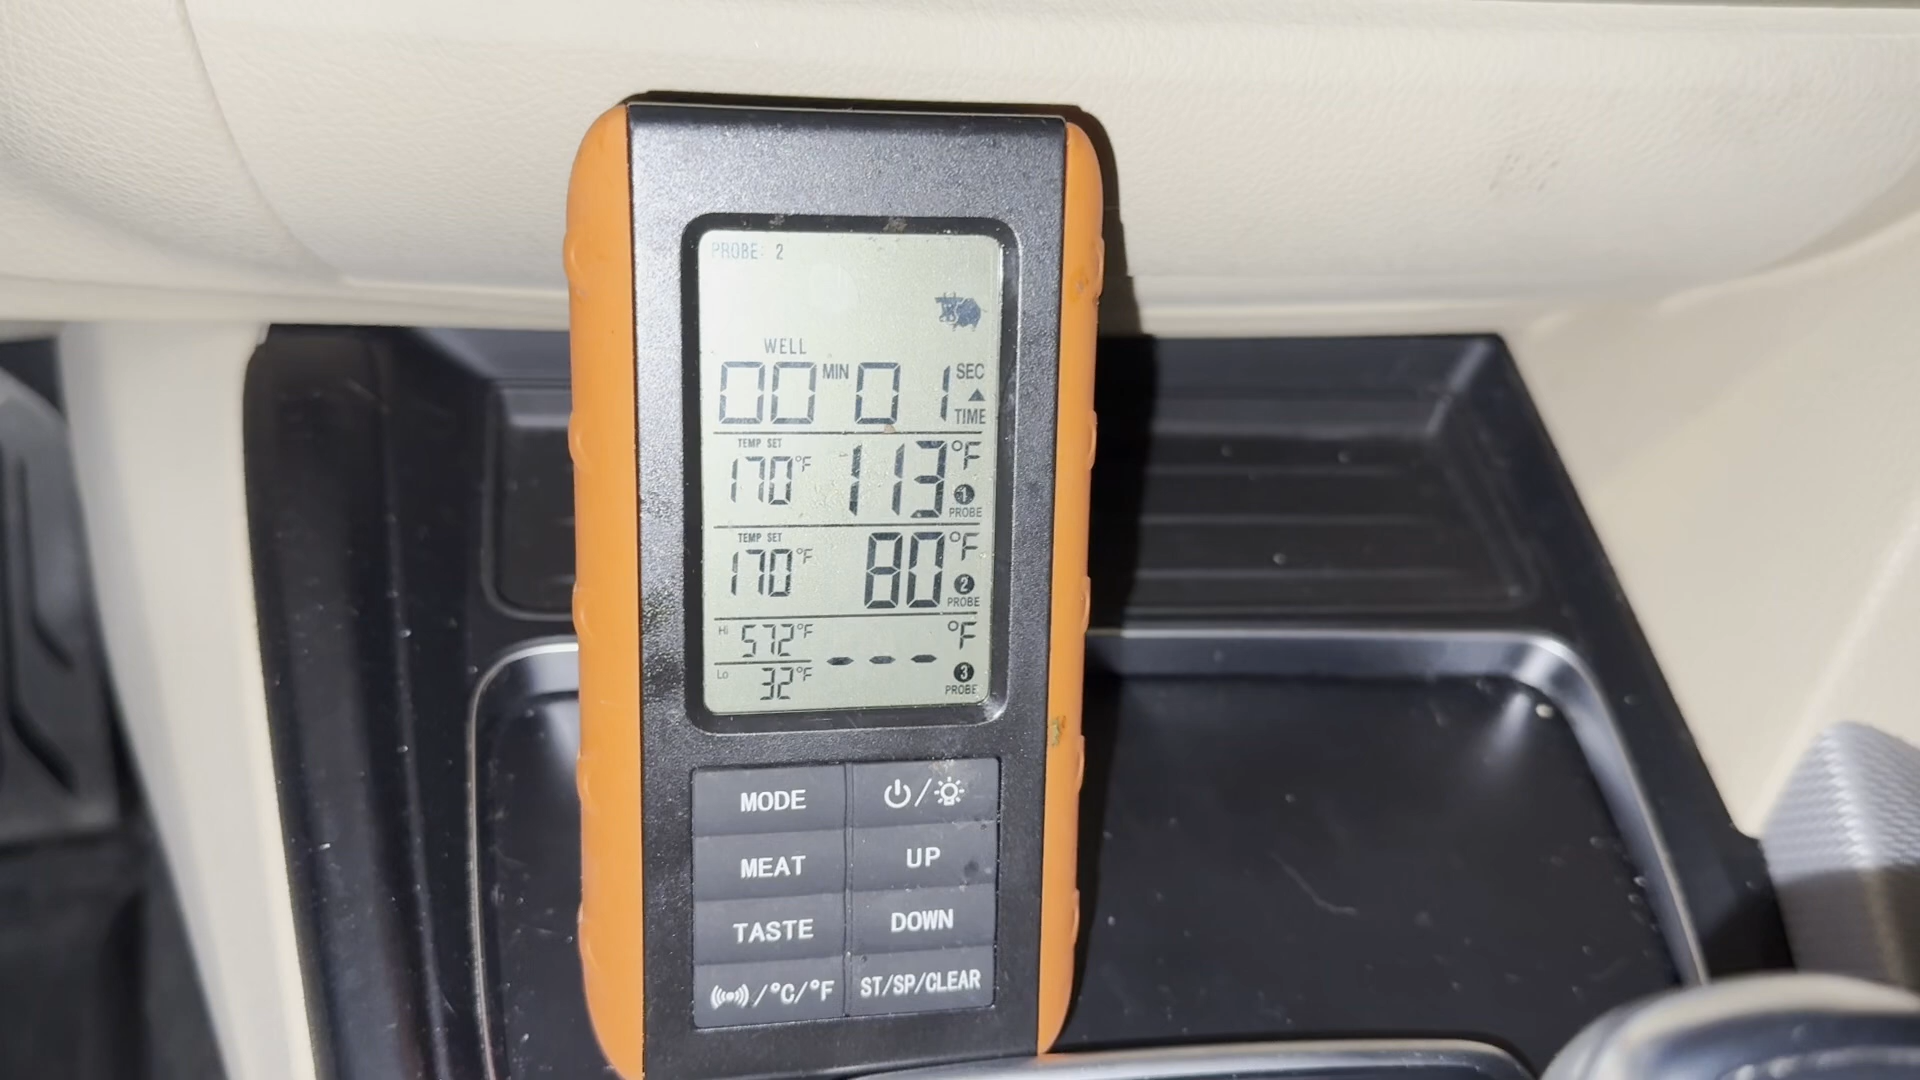 PROBE: 2
WELL
00 MIN 01 SEC
TIME
TEMP SET
170°F 113°F
1
PROBE
TEMP SET
170°F 80°F
2
PROBE
Hi 572°F ---°F
Lo 32°F
3
PROBE
MODE
/
MEAT UP
TASTE DOWN
/°C/°F ST/SP/CLEAR